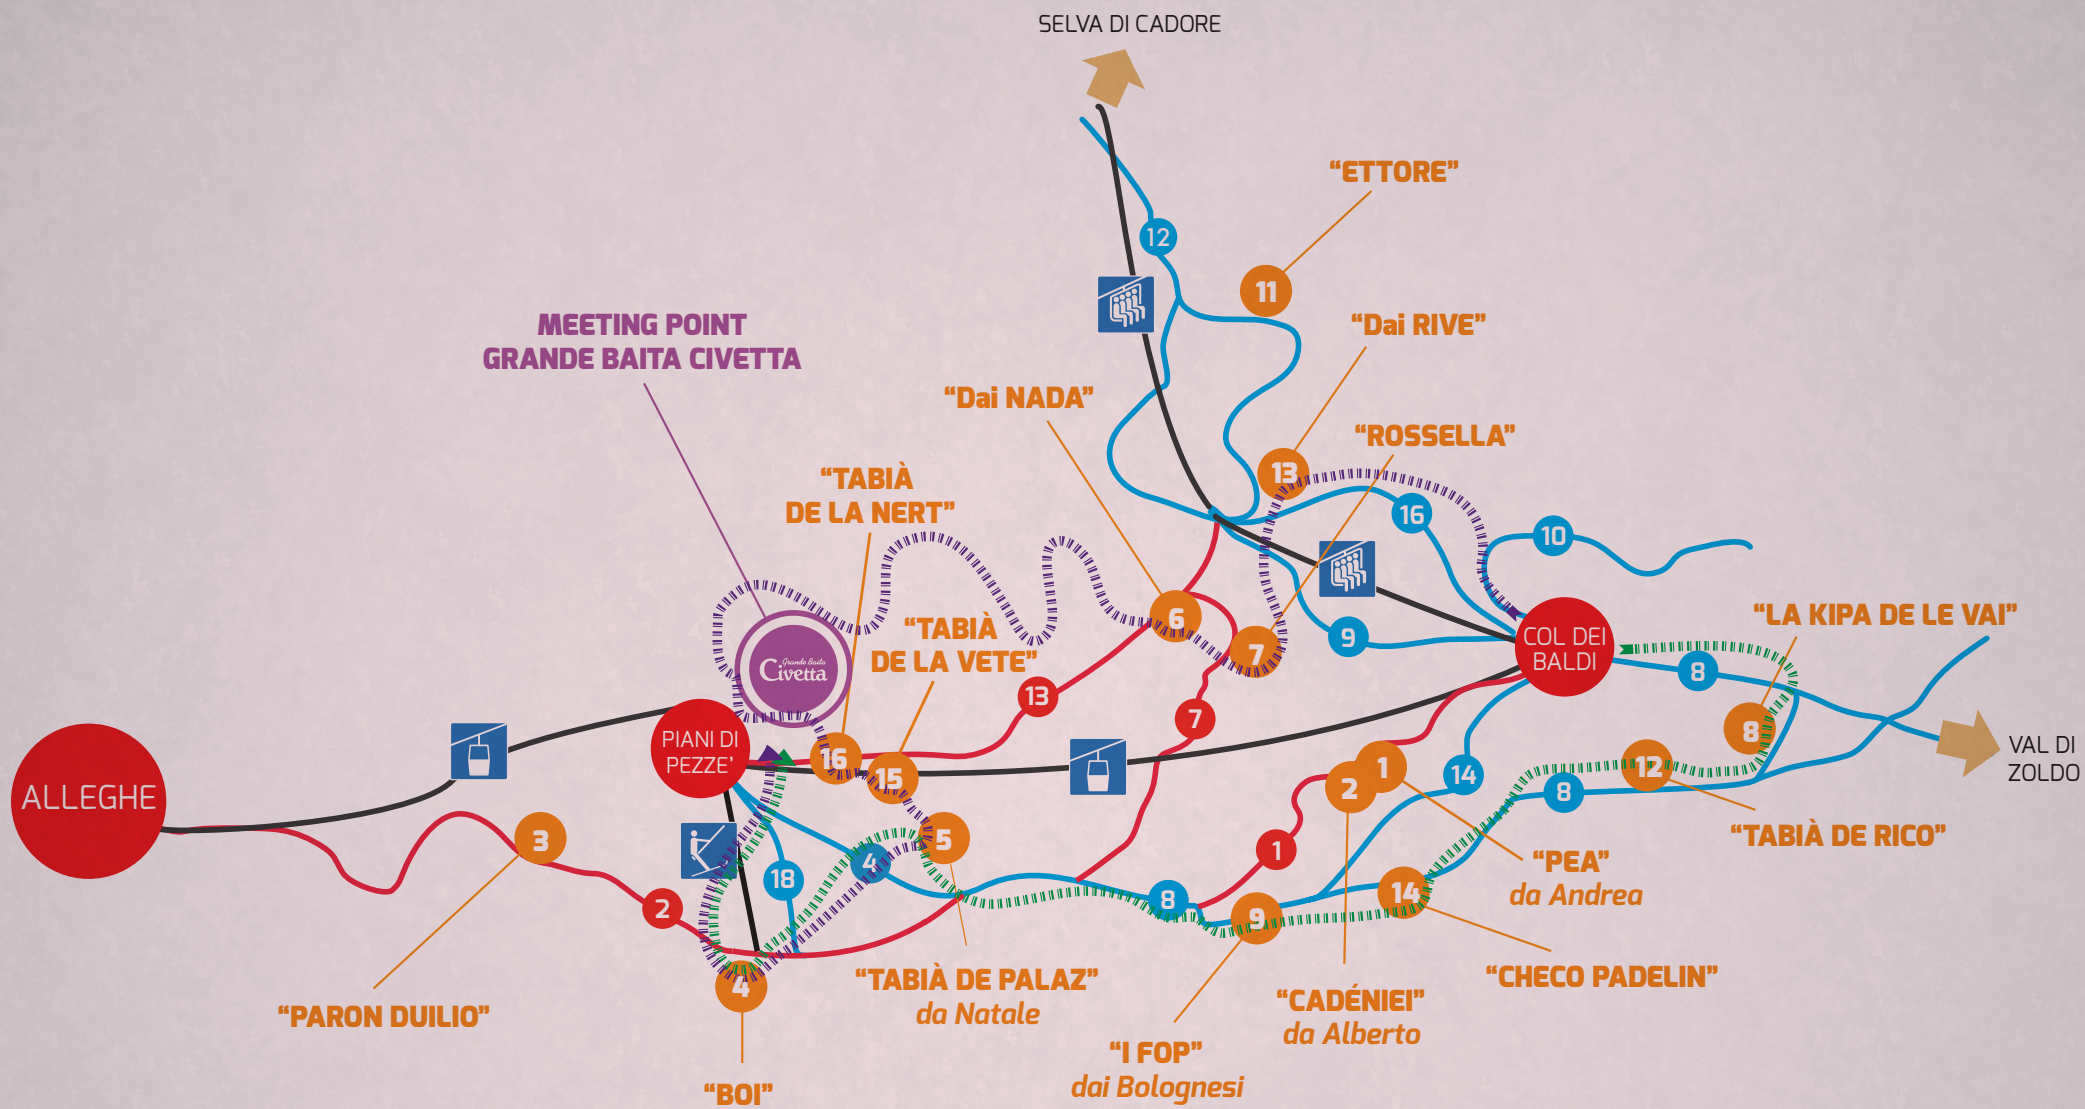 SELVA DI CADORE
“ETTORE”
12
11
MEETING POINT
GRANDE BAITA CIVETTA
“Dai RIVE”
“Dai NADA”
“ROSSELLA”
“TABIÀ
DE LA NERT”
13
16
10
“TABIÀ
DE LA VETE”
6
7
9
COL DEI
BALDI
“LA KIPA DE LE VAI”
8
8
Grande Baita
Civetta
13
7
PIANI DI
PEZZE’
16
15
1
2
14
12
8
VAL DI
ZOLDO
ALLEGHE
3
5
4
18
1
“TABIÀ DE RICO”
“PEA”
da Andrea
2
8
9
14
4
“PARON DUILIO”
“TABIÀ DE PALAZ”
da Natale
“CHECO PADELIN”
“CADÉNIEI”
da Alberto
“I FOP”
dai Bolognesi
“BOI”